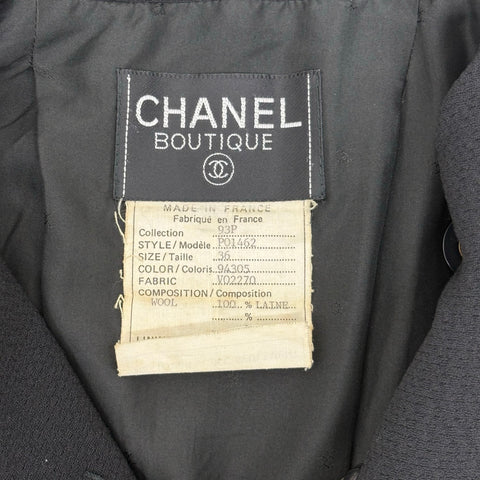 CHANEL
BOUTIQUE
MADE IN FRANCE
Fabriqué en France
Collection 93P
STYLE/Modèle P01462
SIZE/Taille 36
COLOR/Coloris 94305
FABRIC V02270
COMPOSITION/Composition
WOOL 100 % LAINE
%